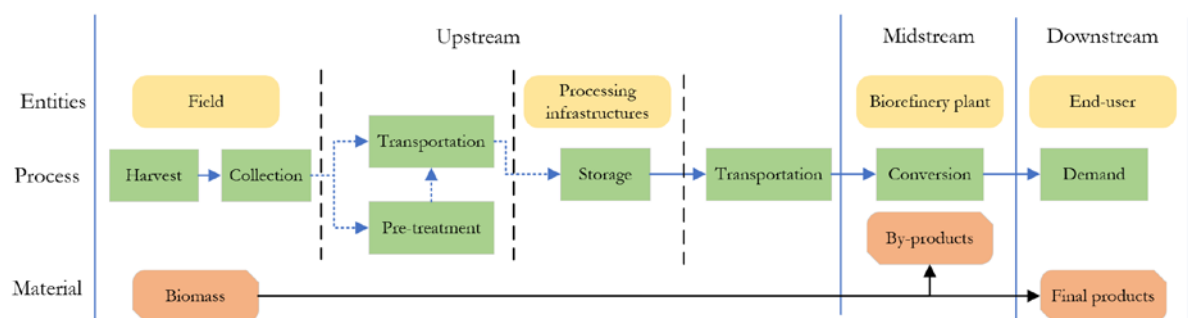 Upstream
Midstream
Downstream
Entities
Field
Processing
infrastructures
Biorefinery plant
End-user
Process
Harvest
Collection
Transportation
Pre-treatment
Storage
Transportation
Conversion
Demand
By-products
Material
Biomass
Final products